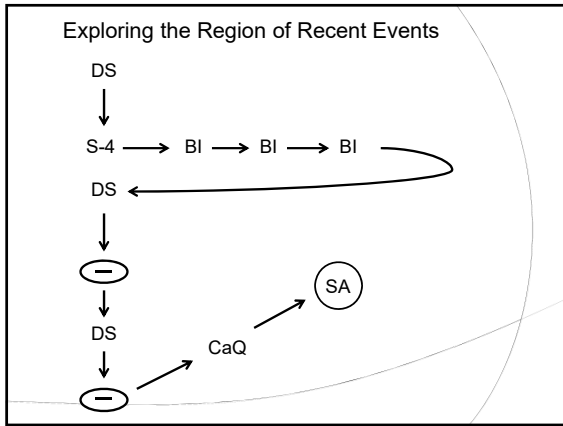 Exploring the Region of Recent Events
DS
S-4 BI BI BI
DS
–
SA
DS
CaQ
–